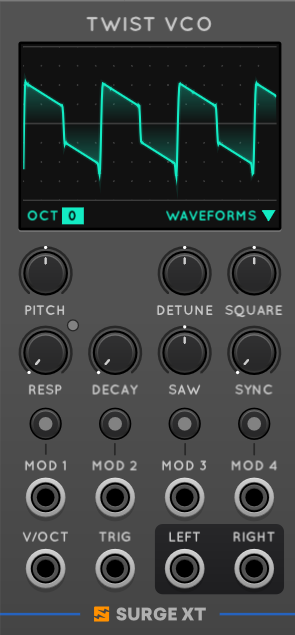 TWIST VCO
OCT 0 WAVEFORMS
PITCH DETUNE SQUARE
RESP DECAY SAW SYNC
MOD 1 MOD 2 MOD 3 MOD 4
V/OCT TRIG LEFT RIGHT
SURGE XT